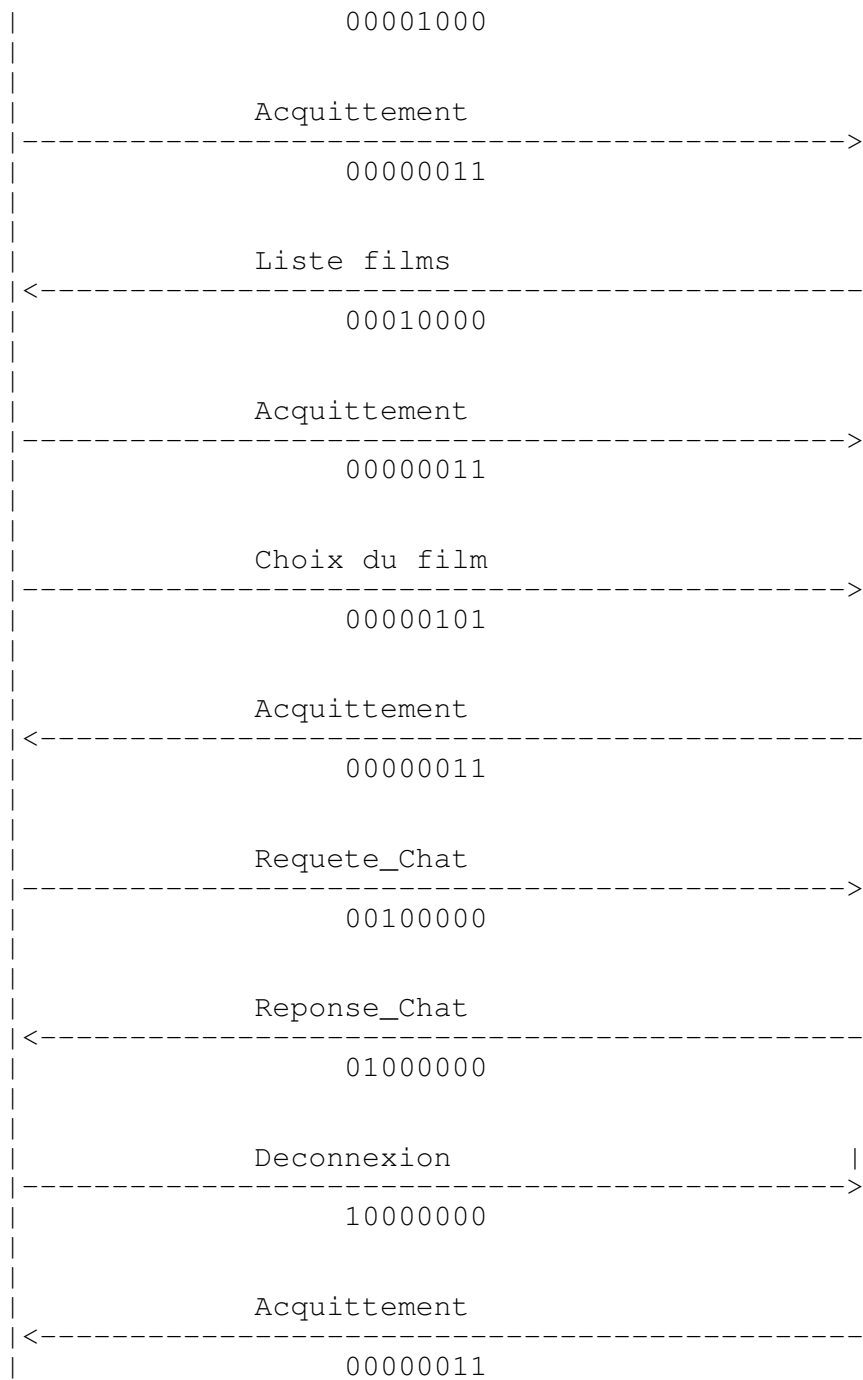 00001000
Acquittement
00000011
Liste films
00010000
Acquittement
00000011
Choix du film
00000101
Acquittement
00000011
Requete_Chat
00100000
Reponse_Chat
01000000
Deconnexion
10000000
Acquittement
00000011